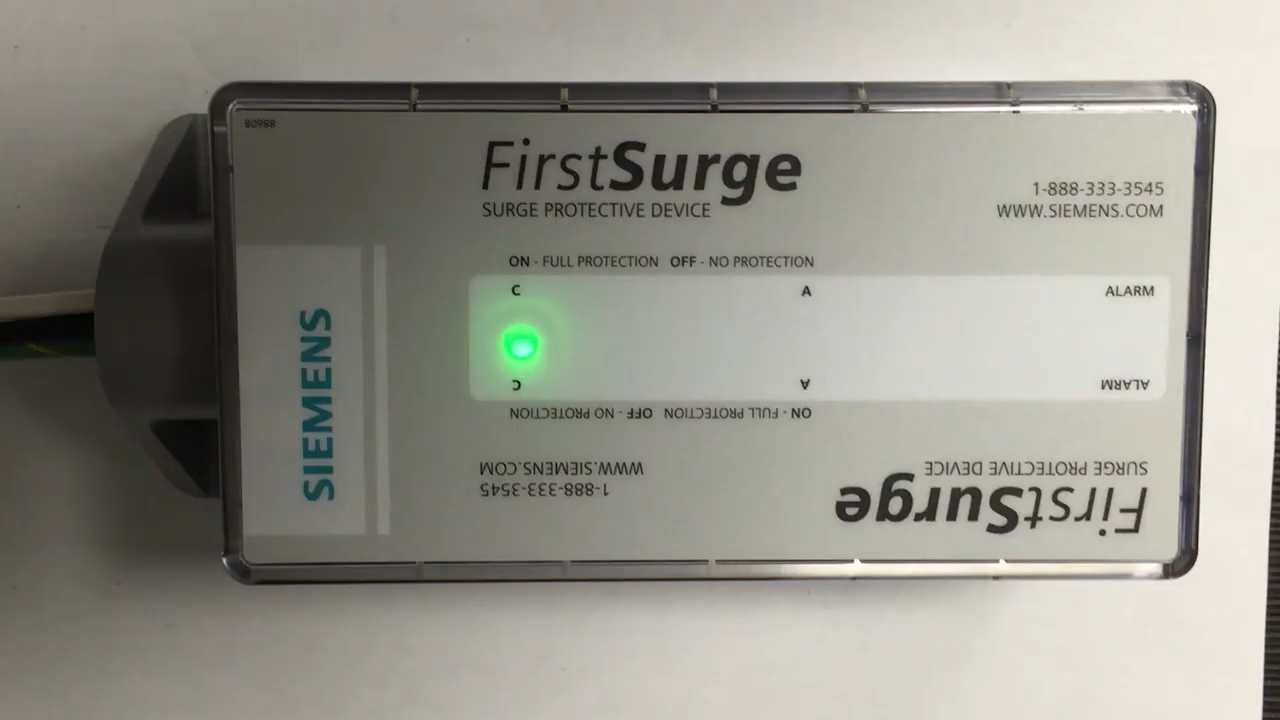 88608
FirstSurge
SURGE PROTECTIVE DEVICE
1-888-333-3545
WWW.SIEMENS.COM
ON - FULL PROTECTION OFF - NO PROTECTION
C A ALARM
SIEMENS
C A ALARM
ON - FULL PROTECTION OFF - NO PROTECTION
FirstSurge
SURGE PROTECTIVE DEVICE
1-888-333-3545
WWW.SIEMENS.COM